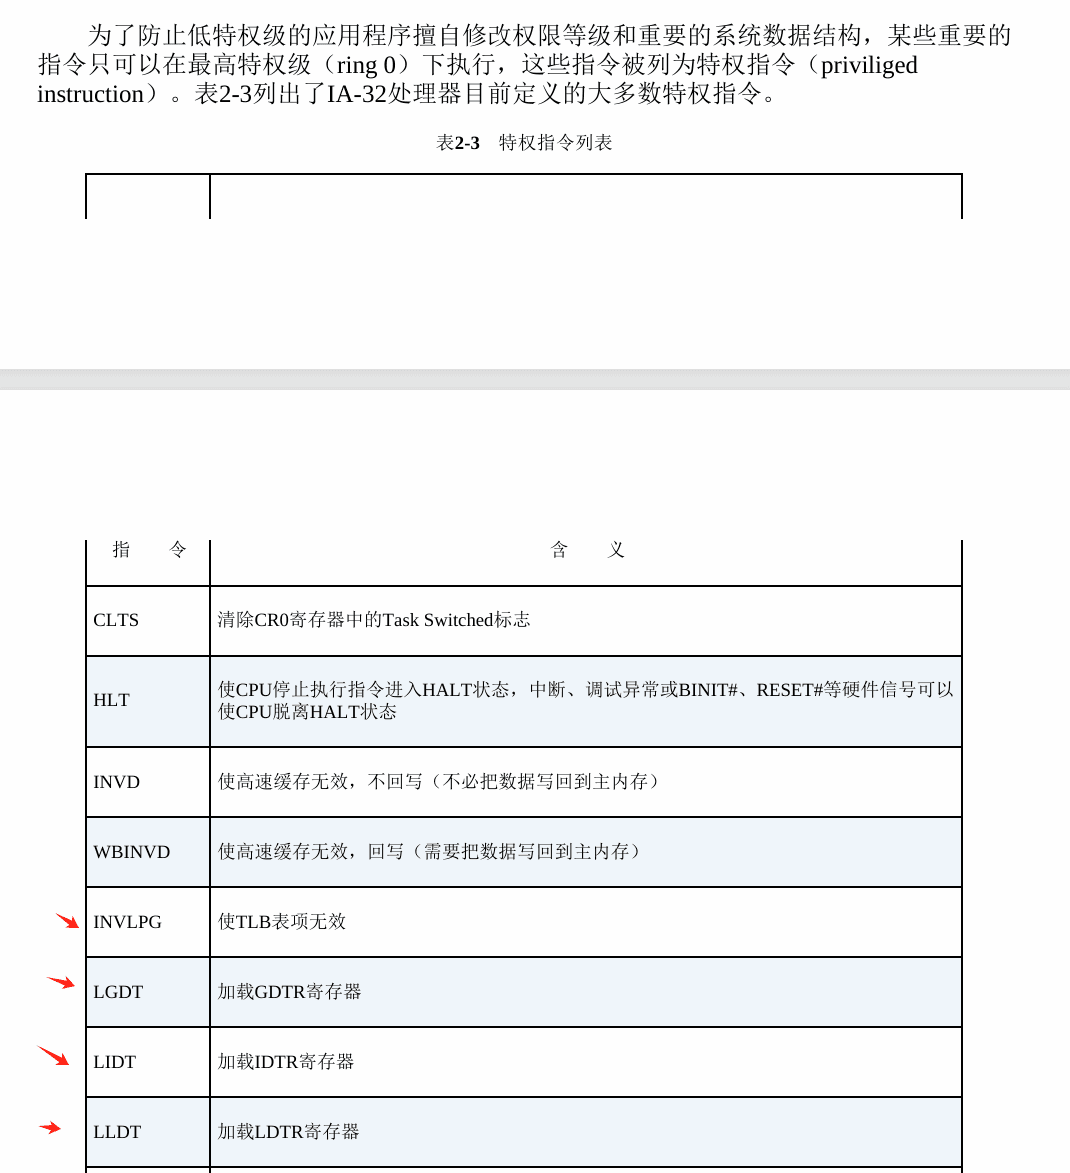 为了防止低特权级的应用程序擅自修改权限等级和重要的系统数据结构，某些重要的
指令只可以在最高特权级（ring 0）下执行，这些指令被列为特权指令（priviliged
instruction）。表2-3列出了IA-32处理器目前定义的大多数特权指令。
表2-3 特权指令列表
指 令 含 义
CLTS 清除CR0寄存器中的Task Switched标志
HLT 使CPU停止执行指令进入HALT状态，中断、调试异常或BINIT#、RESET#等硬件信号可以
使CPU脱离HALT状态
INVD 使高速缓存无效，不回写（不必把数据写回到主内存）
WBINVD 使高速缓存无效，回写（需要把数据写回到主内存）
INVLPG 使TLB表项无效
LGDT 加载GDTR寄存器
LIDT 加载IDTR寄存器
LLDT 加载LDTR寄存器